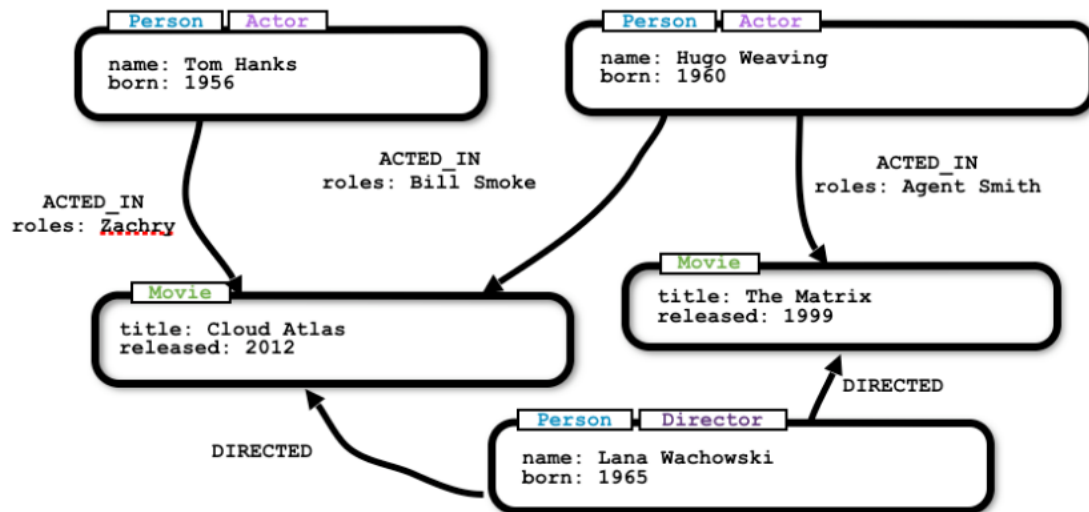 Person Actor
name: Tom Hanks
born: 1956
Person Actor
name: Hugo Weaving
born: 1960
ACTED_IN
roles: Zachry
ACTED_IN
roles: Bill Smoke
ACTED_IN
roles: Agent Smith
Movie
title: Cloud Atlas
released: 2012
Movie
title: The Matrix
released: 1999
DIRECTED
DIRECTED
Person Director
name: Lana Wachowski
born: 1965